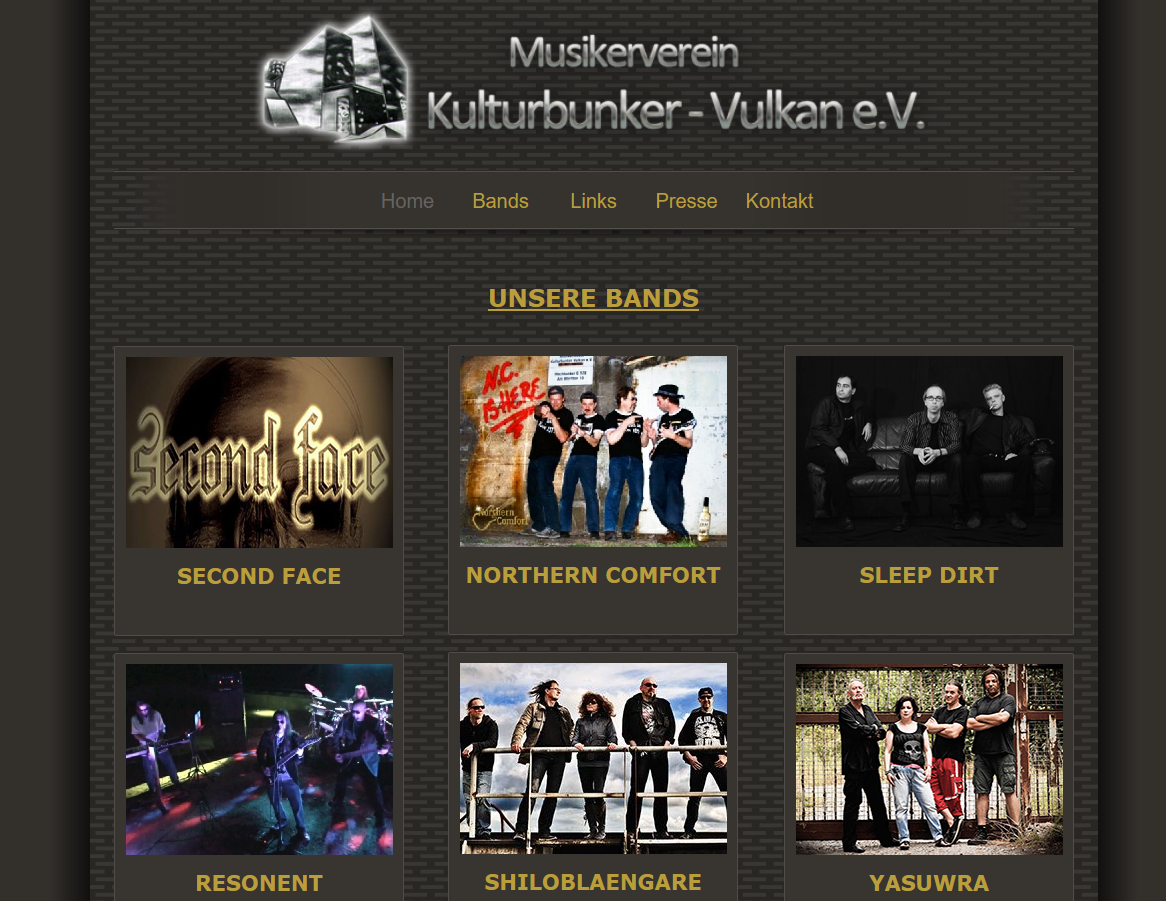 Musikerverein
Kulturbunker - Vulkan e.V.
Home Bands Links Presse Kontakt
UNSERE BANDS
Second Face
N.C.
IS HERE
Northern
Comfort
SECOND FACE
NORTHERN COMFORT
SLEEP DIRT
RESONENT
SHILOBLAENGARE
YASUWRA